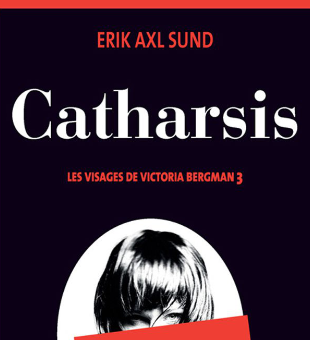 ERIK AXL SUND
Catharsis
LES VISAGES DE VICTORIA BERGMAN 3